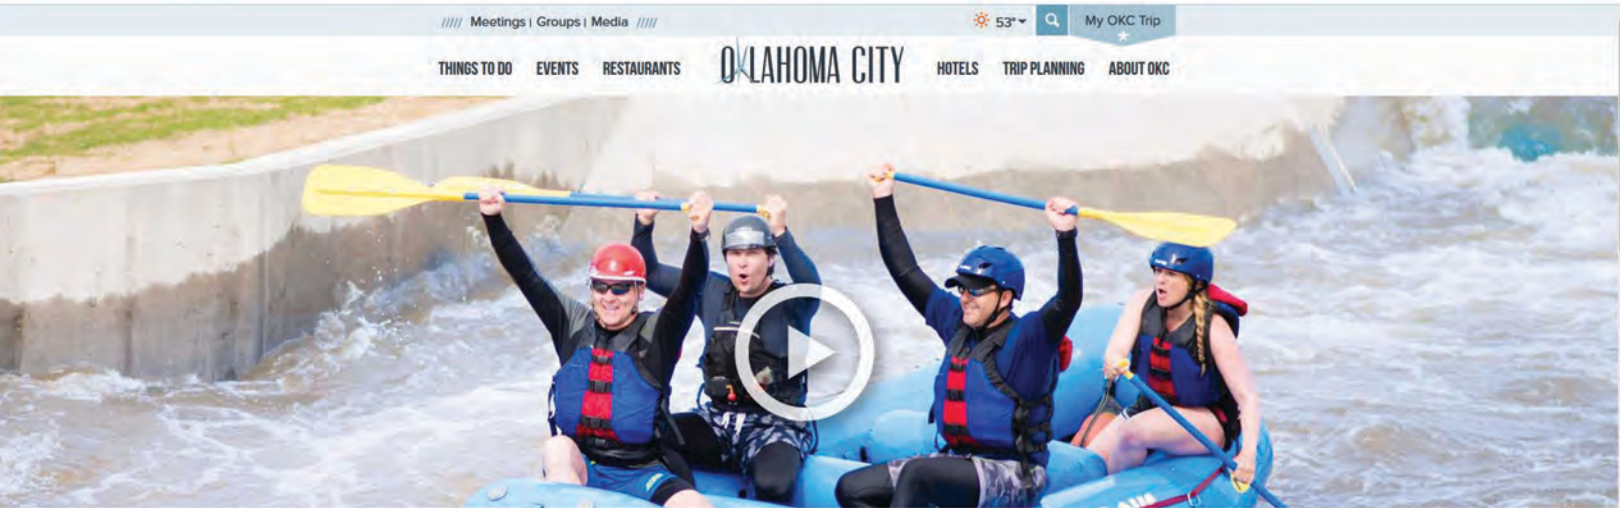 ///// Meetings | Groups | Media /////
53°
My OKC Trip
THINGS TO DO EVENTS RESTAURANTS OKLAHOMA CITY HOTELS TRIP PLANNING ABOUT OKC